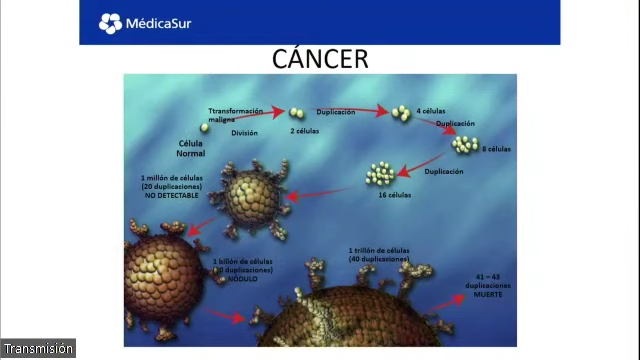 MédicaSur
CÁNCER
Ttransformación
maligna
División
Célula
Normal
2 células
Duplicación
4 células
Duplicación
8 células
Duplicación
16 células
1 millón de células
(20 duplicaciones)
NO DETECTABLE
1 billón de células
duplicaciones)
NÓDULO
1 trillón de células
(40 duplicaciones)
41 – 43
duplicaciones
MUERTE
Transmisión